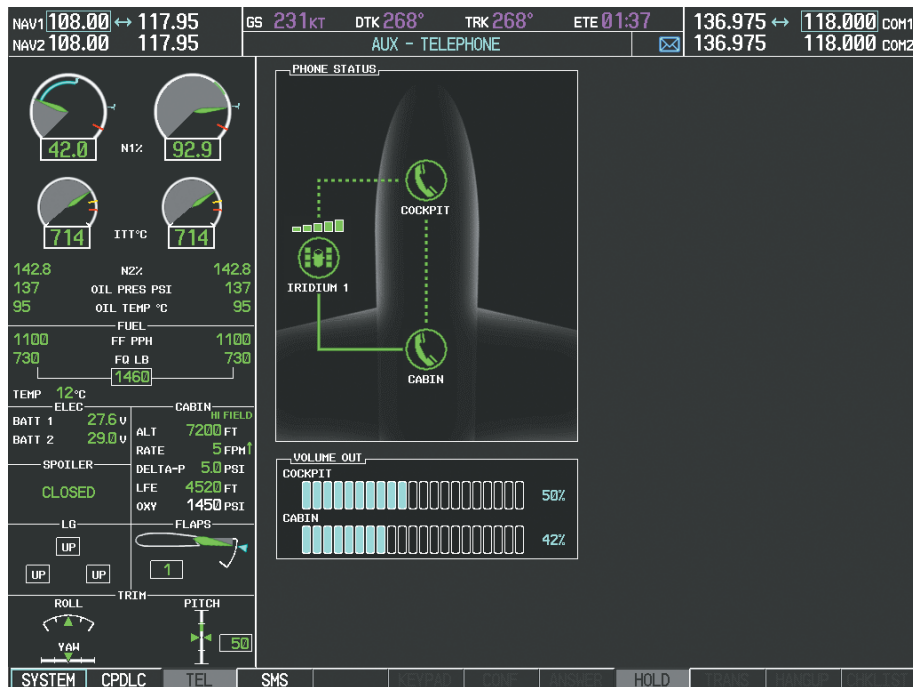 NAV1 108.00 ↔ 117.95
NAV2 108.00 117.95
GS 231KT DTK 268° TRK 268° ETE 01:37
AUX - TELEPHONE
136.975 ↔ 118.000 COM1
136.975 118.000 COM2
42.0 N1% 92.9
714 ITT°C 714
142.8 N2% 142.8
137 OIL PRES PSI 137
95 OIL TEMP °C 95
FUEL
1100 FF PPH 1100
730 FQ LB 730
1460
TEMP 12°C
ELEC
BATT 1 27.6 V
BATT 2 29.0 V
SPOILER
CLOSED
CABIN
HI FIELD
ALT 7200 FT
RATE 5 FPM↑
DELTA-P 5.0 PSI
LFE 4520 FT
OXY 1450 PSI
LG
UP
UP UP
FLAPS
1
TRIM
ROLL
YAW
PITCH
50
PHONE STATUS
COCKPIT
IRIDIUM 1
CABIN
VOLUME OUT
COCKPIT
50%
CABIN
42%
SYSTEM CPDLC TEL SMS KEYPAD CONF ANSWER HOLD TRANS HANGUP CHKLIST